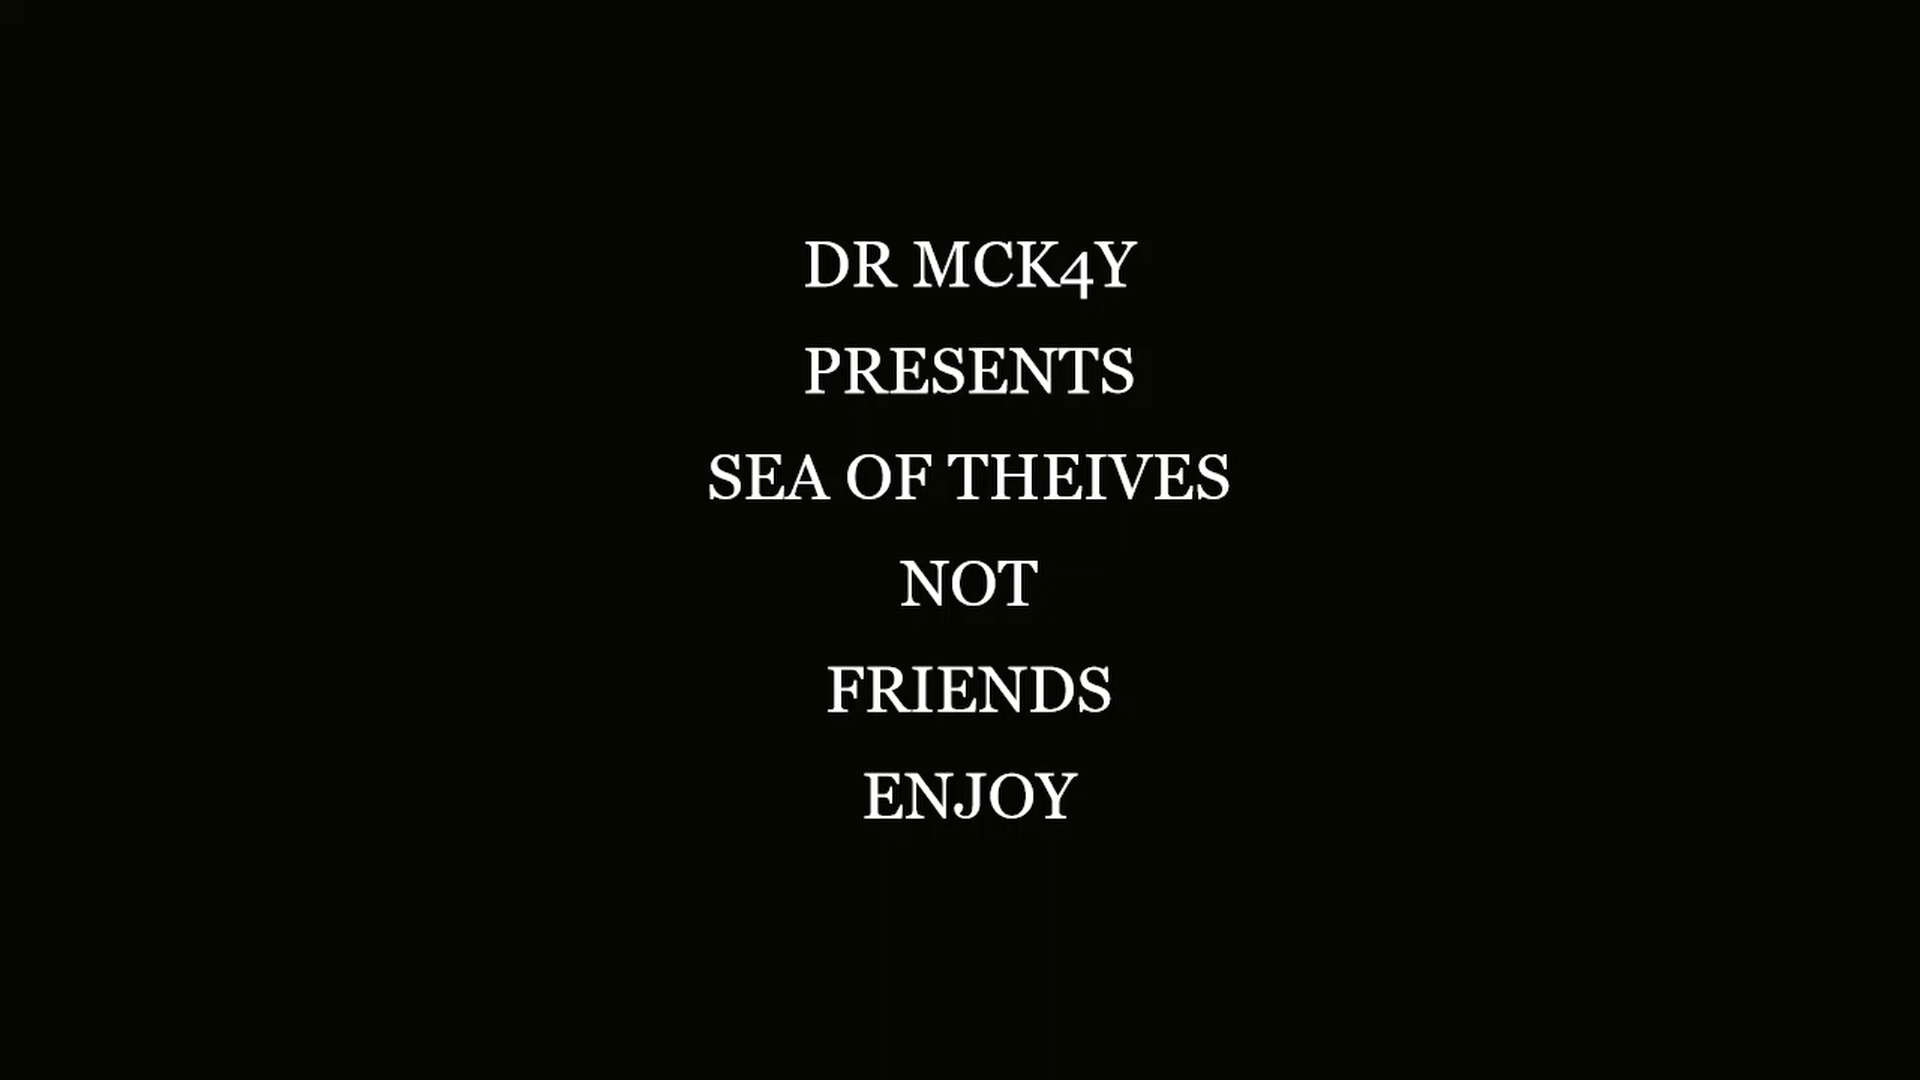 DR MCK4Y
PRESENTS
SEA OF THEIVES
NOT
FRIENDS
ENJOY